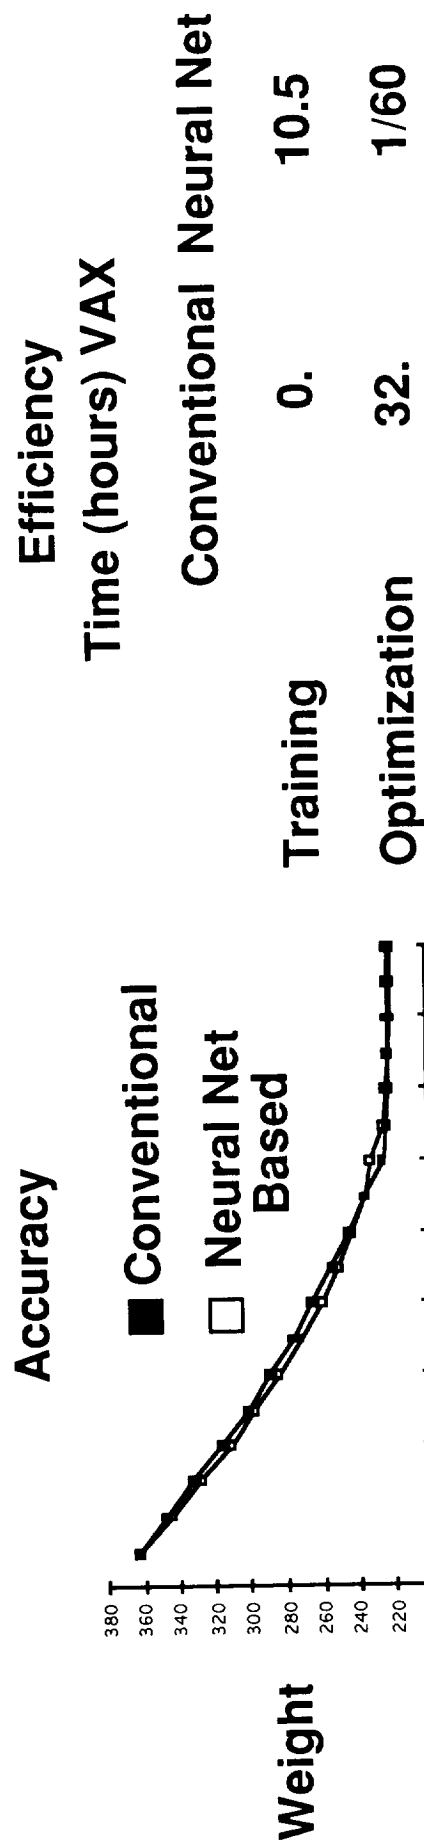 Accuracy
Conventional
Neural Net
Based
380
360
340
320
300
280
260
240
220
Weight
Efficiency
Time (hours) VAX
Conventional Neural Net
Training 0. 10.5
Optimization 32. 1/60